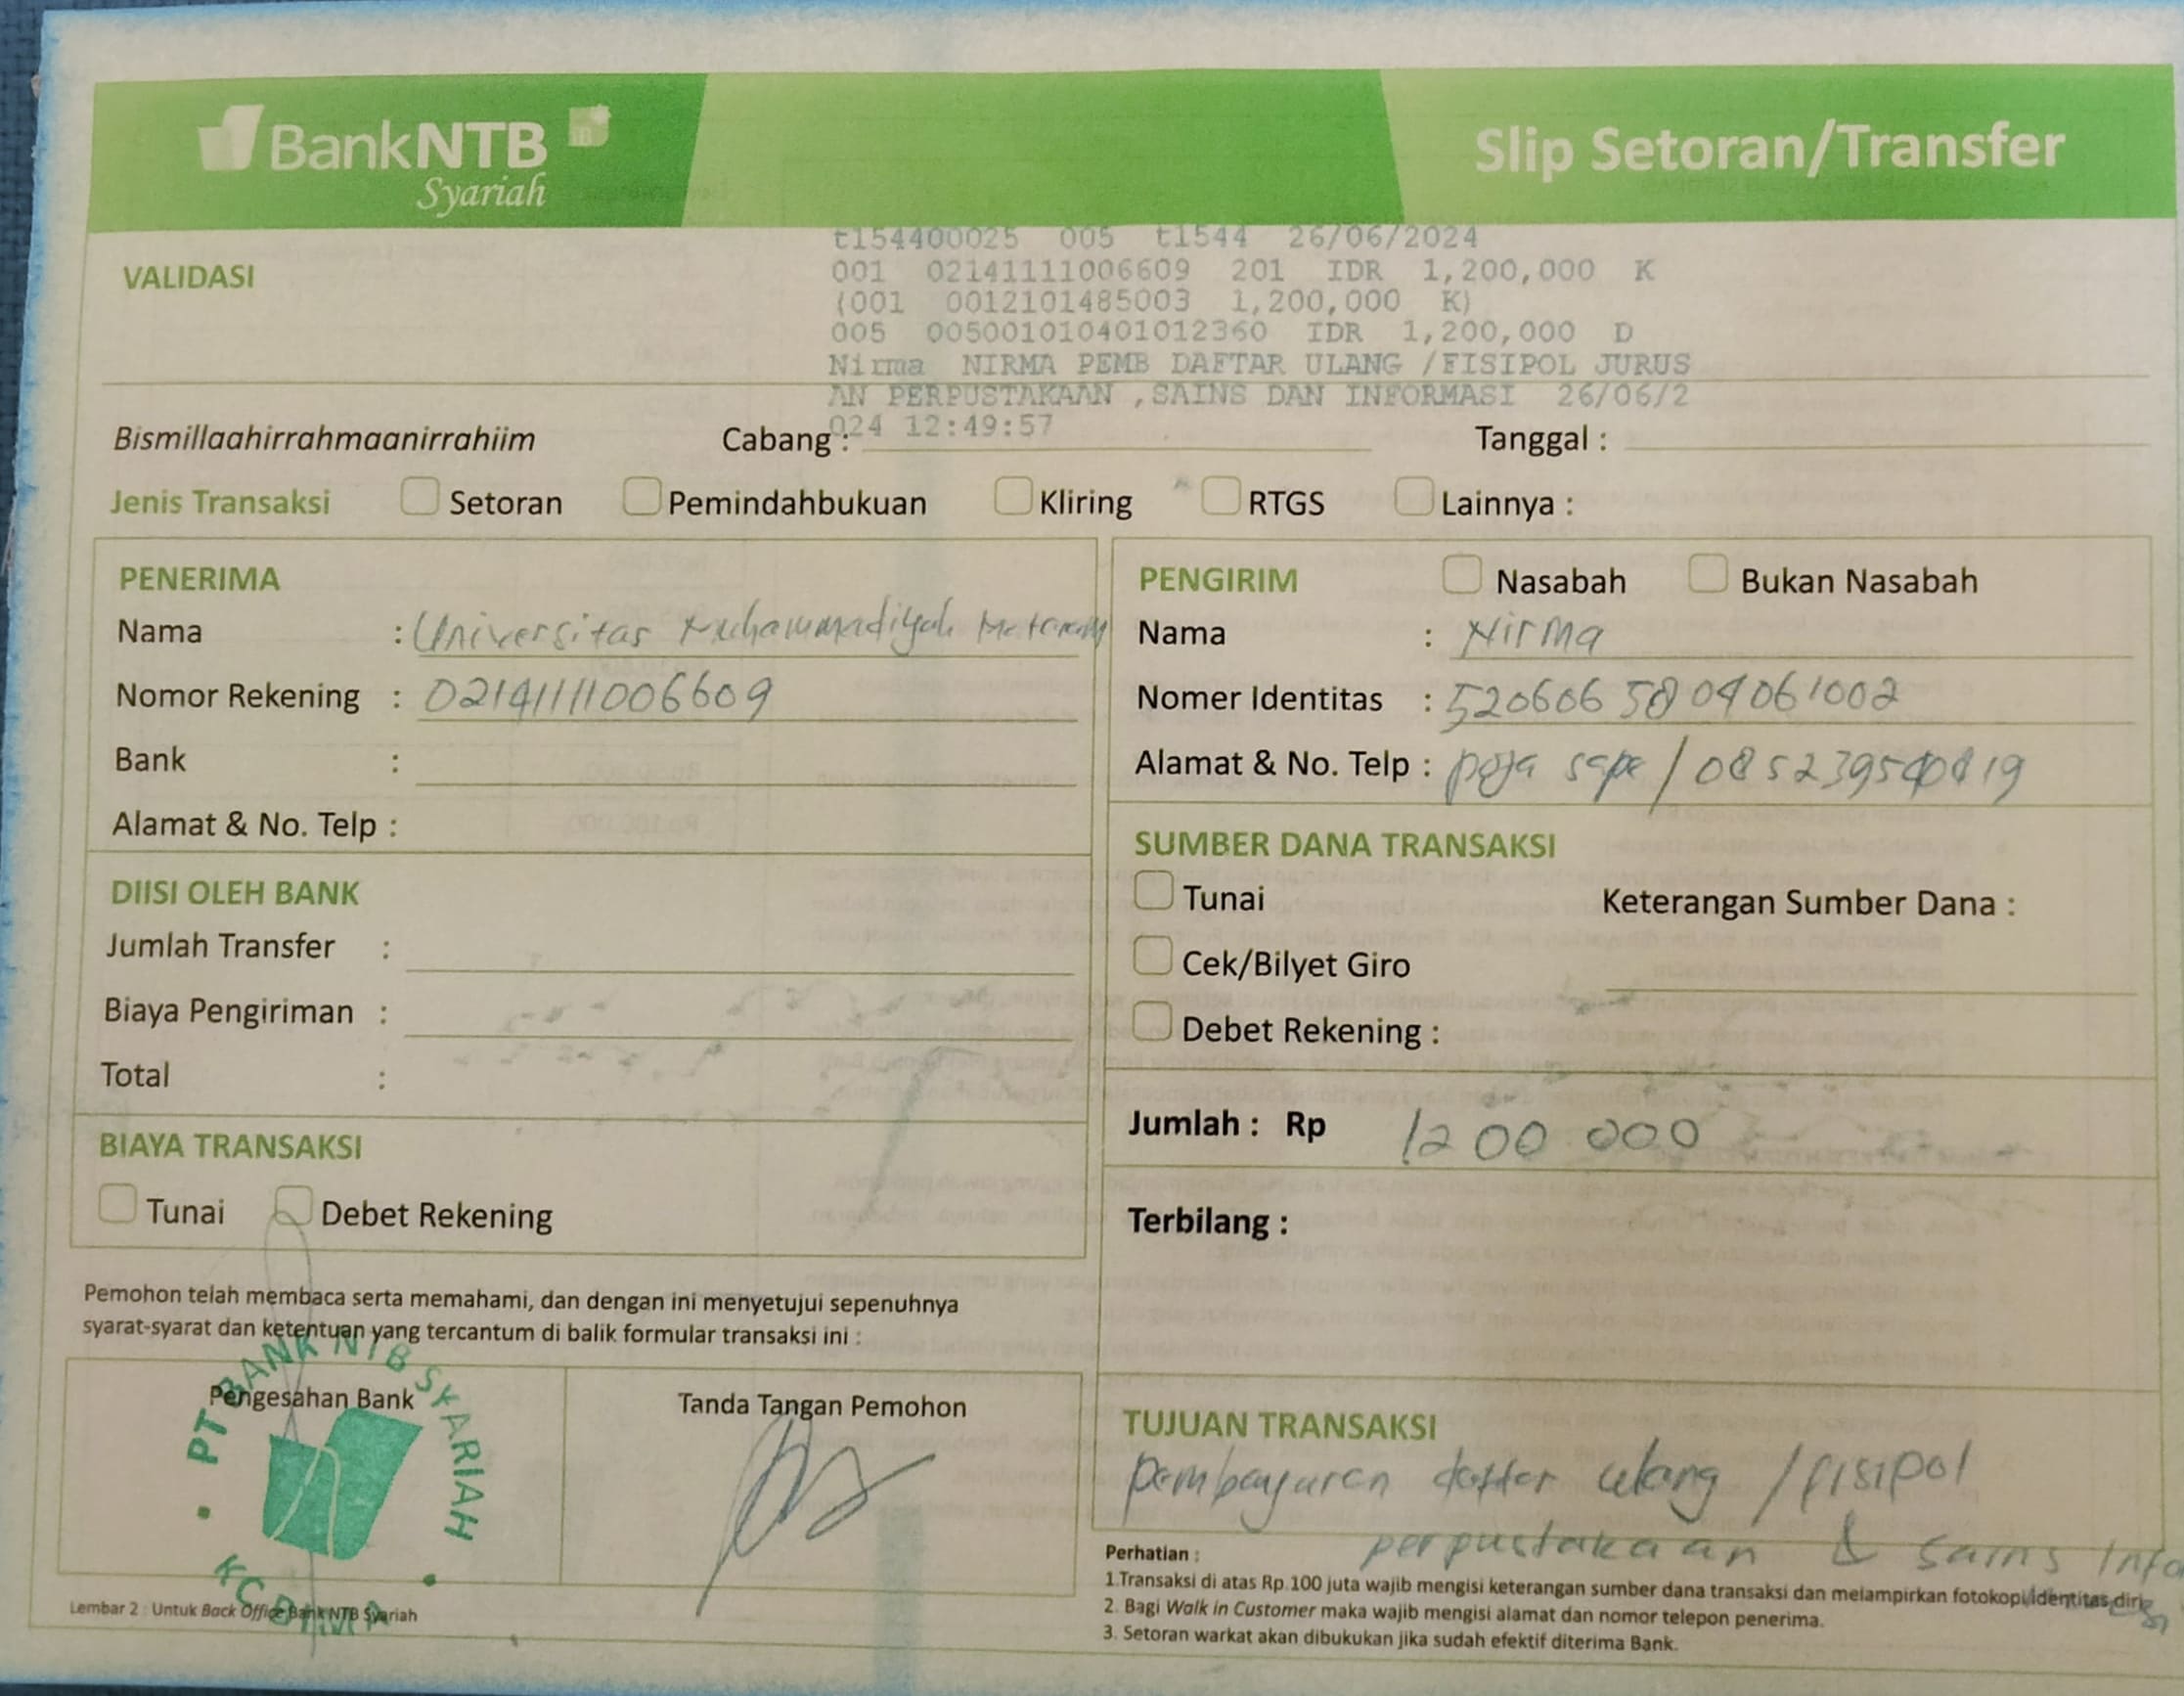 BankNTB
Syariah
Slip Setoran/Transfer
t154400025 005 t1544 26/06/2024
VALIDASI
001 02141111006609 201 IDR 1,200,000 K
(001 0012101485003 1,200,000 K)
005 005001010401012360 IDR 1,200,000 D
Nirma NIRMA PEMB DAFTAR ULANG /FISIPOL JURUS
AN PERPUSTAKAAN ,SAINS DAN INFORMASI 26/06/2
024 12:49:57
Bismillaahirrahmaanirrahiim Cabang : Tanggal :
Jenis Transaksi Setoran Pemindahbukuan Kliring RTGS Lainnya :
PENERIMA
Nama : Universitas Muhammadiyah Mataram
Nomor Rekening : 02141111006609
Bank :
Alamat & No. Telp :
DIISI OLEH BANK
Jumlah Transfer :
Biaya Pengiriman :
Total :
BIAYA TRANSAKSI
Tunai Debet Rekening
Pemohon telah membaca serta memahami, dan dengan ini menyetujui sepenuhnya
syarat-syarat dan ketentuan yang tercantum di balik formular transaksi ini :
Pengesahan Bank Tanda Tangan Pemohon
PT BANK NTB SYARIAH
KC BIMA
Lembar 2 : Untuk Back Office Bank NTB Syariah
PENGIRIM Nasabah Bukan Nasabah
Nama : Nirma
Nomer Identitas : 5206065804061002
Alamat & No. Telp : poja sape /
SUMBER DANA TRANSAKSI
Tunai Keterangan Sumber Dana :
Cek/Bilyet Giro
Debet Rekening :
Jumlah : Rp 1200 000
Terbilang :
TUJUAN TRANSAKSI
pembayaran daftar ulang /fisipol
perpustakaan & sains
Perhatian :
1.Transaksi di atas Rp.100 juta wajib mengisi keterangan sumber dana transaksi dan melampirkan fotokopi identitas diri
2. Bagi Walk in Customer maka wajib mengisi alamat dan nomor telepon penerima.
3. Setoran warkat akan dibukukan jika sudah efektif diterima Bank.